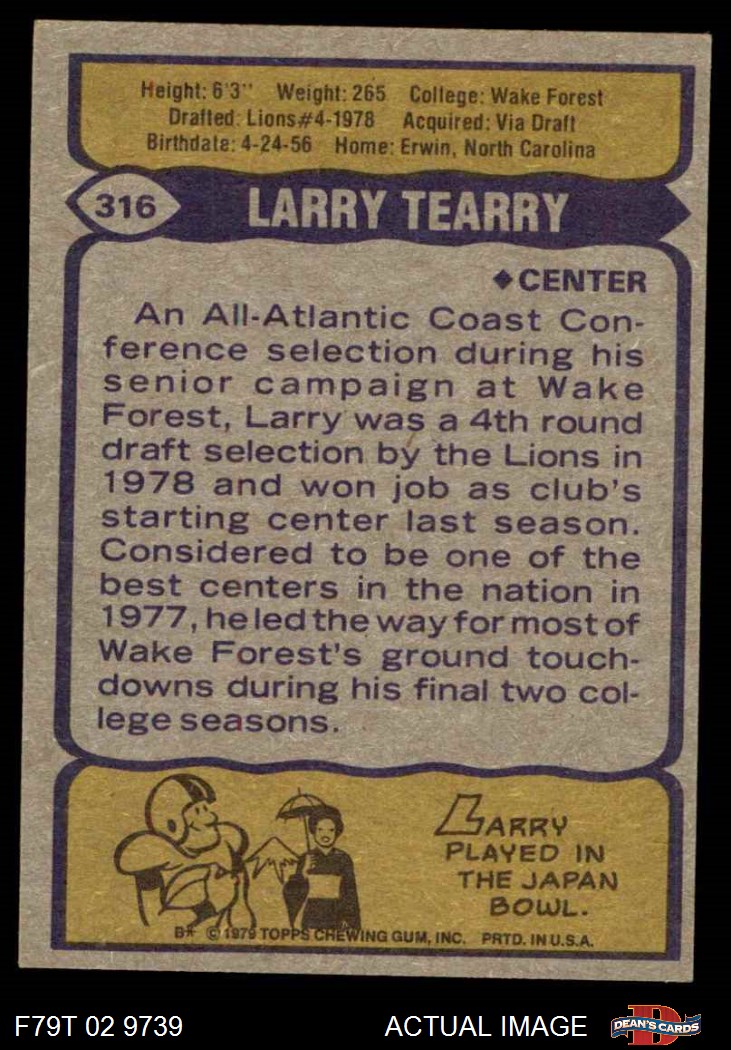 Height: 6'3" Weight: 265 College: Wake Forest
Drafted: Lions#4-1978 Acquired: Via Draft
Birthdate: 4-24-56 Home: Erwin, North Carolina
316 LARRY TEARRY
◆CENTER
An All-Atlantic Coast Con-
ference selection during his
senior campaign at Wake
Forest, Larry was a 4th round
draft selection by the Lions in
1978 and won job as club's
starting center last season.
Considered to be one of the
best centers in the nation in
1977, he led the way for most of
Wake Forest's ground touch-
downs during his final two col-
lege seasons.
LARRY
PLAYED IN
THE JAPAN
BOWL.
B* © 1979 TOPPS CHEWING GUM, INC. PRTD. IN U.S.A.
F79T 02 9739 ACTUAL IMAGE D DEAN'S CARDS